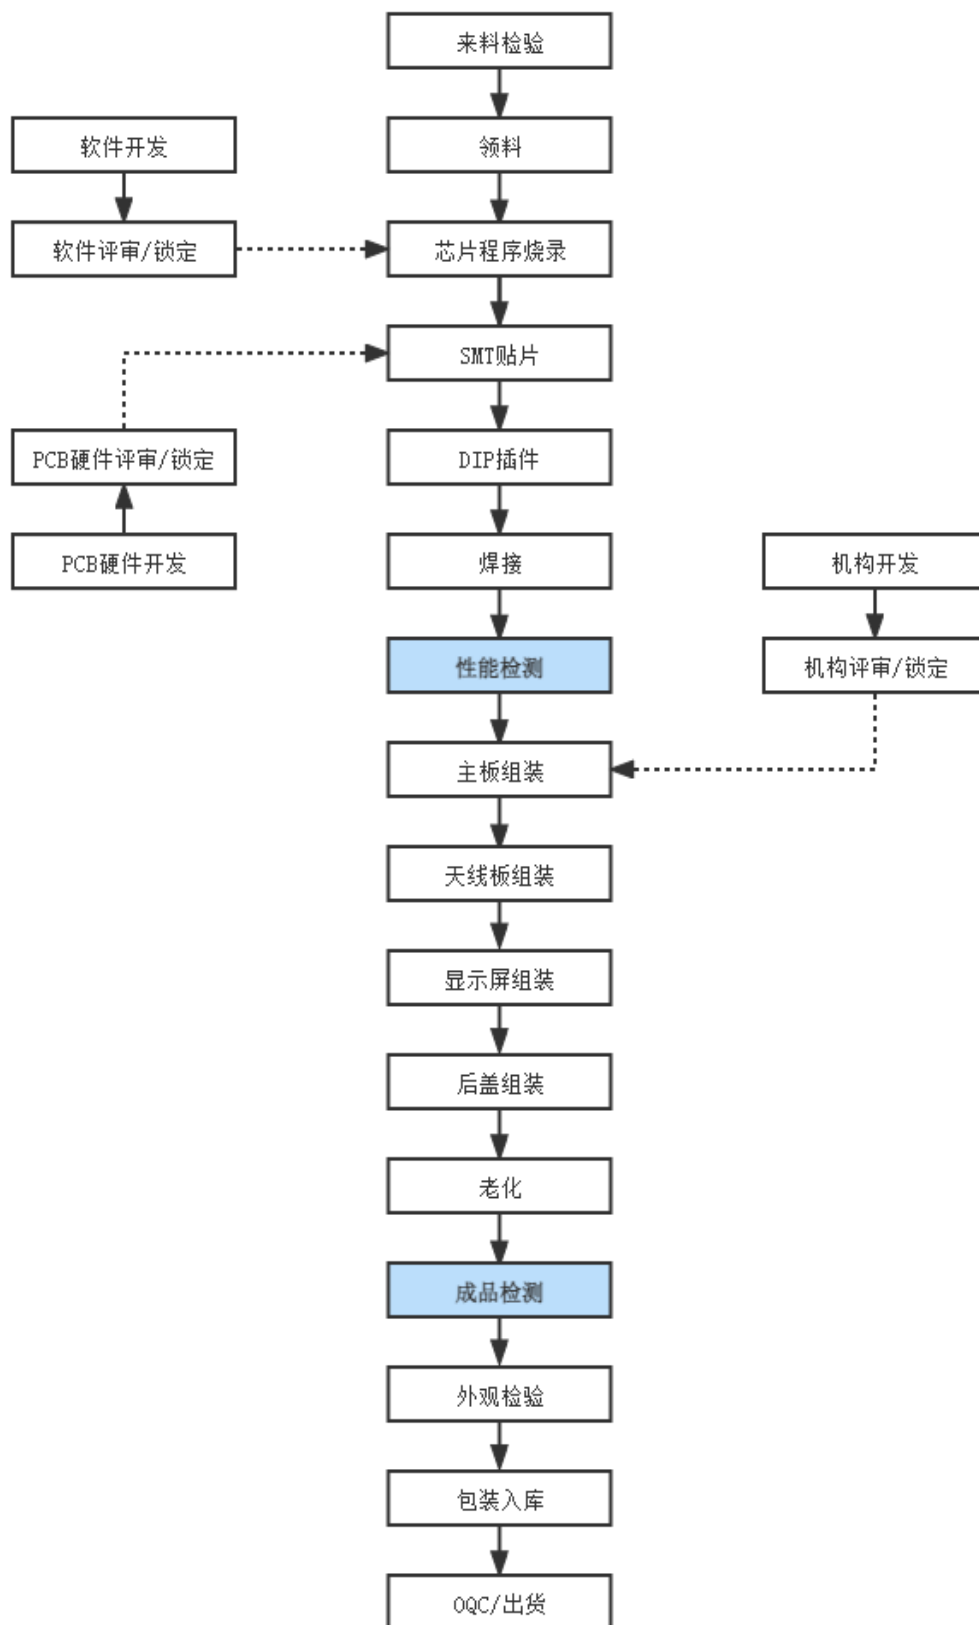 来料检验
软件开发
领料
软件评审/锁定
芯片程序烧录
SMT贴片
PCB硬件评审/锁定
DIP插件
PCB硬件开发
焊接
机构开发
性能检测
机构评审/锁定
主板组装
天线板组装
显示屏组装
后盖组装
老化
成品检测
外观检验
包装入库
OQC/出货